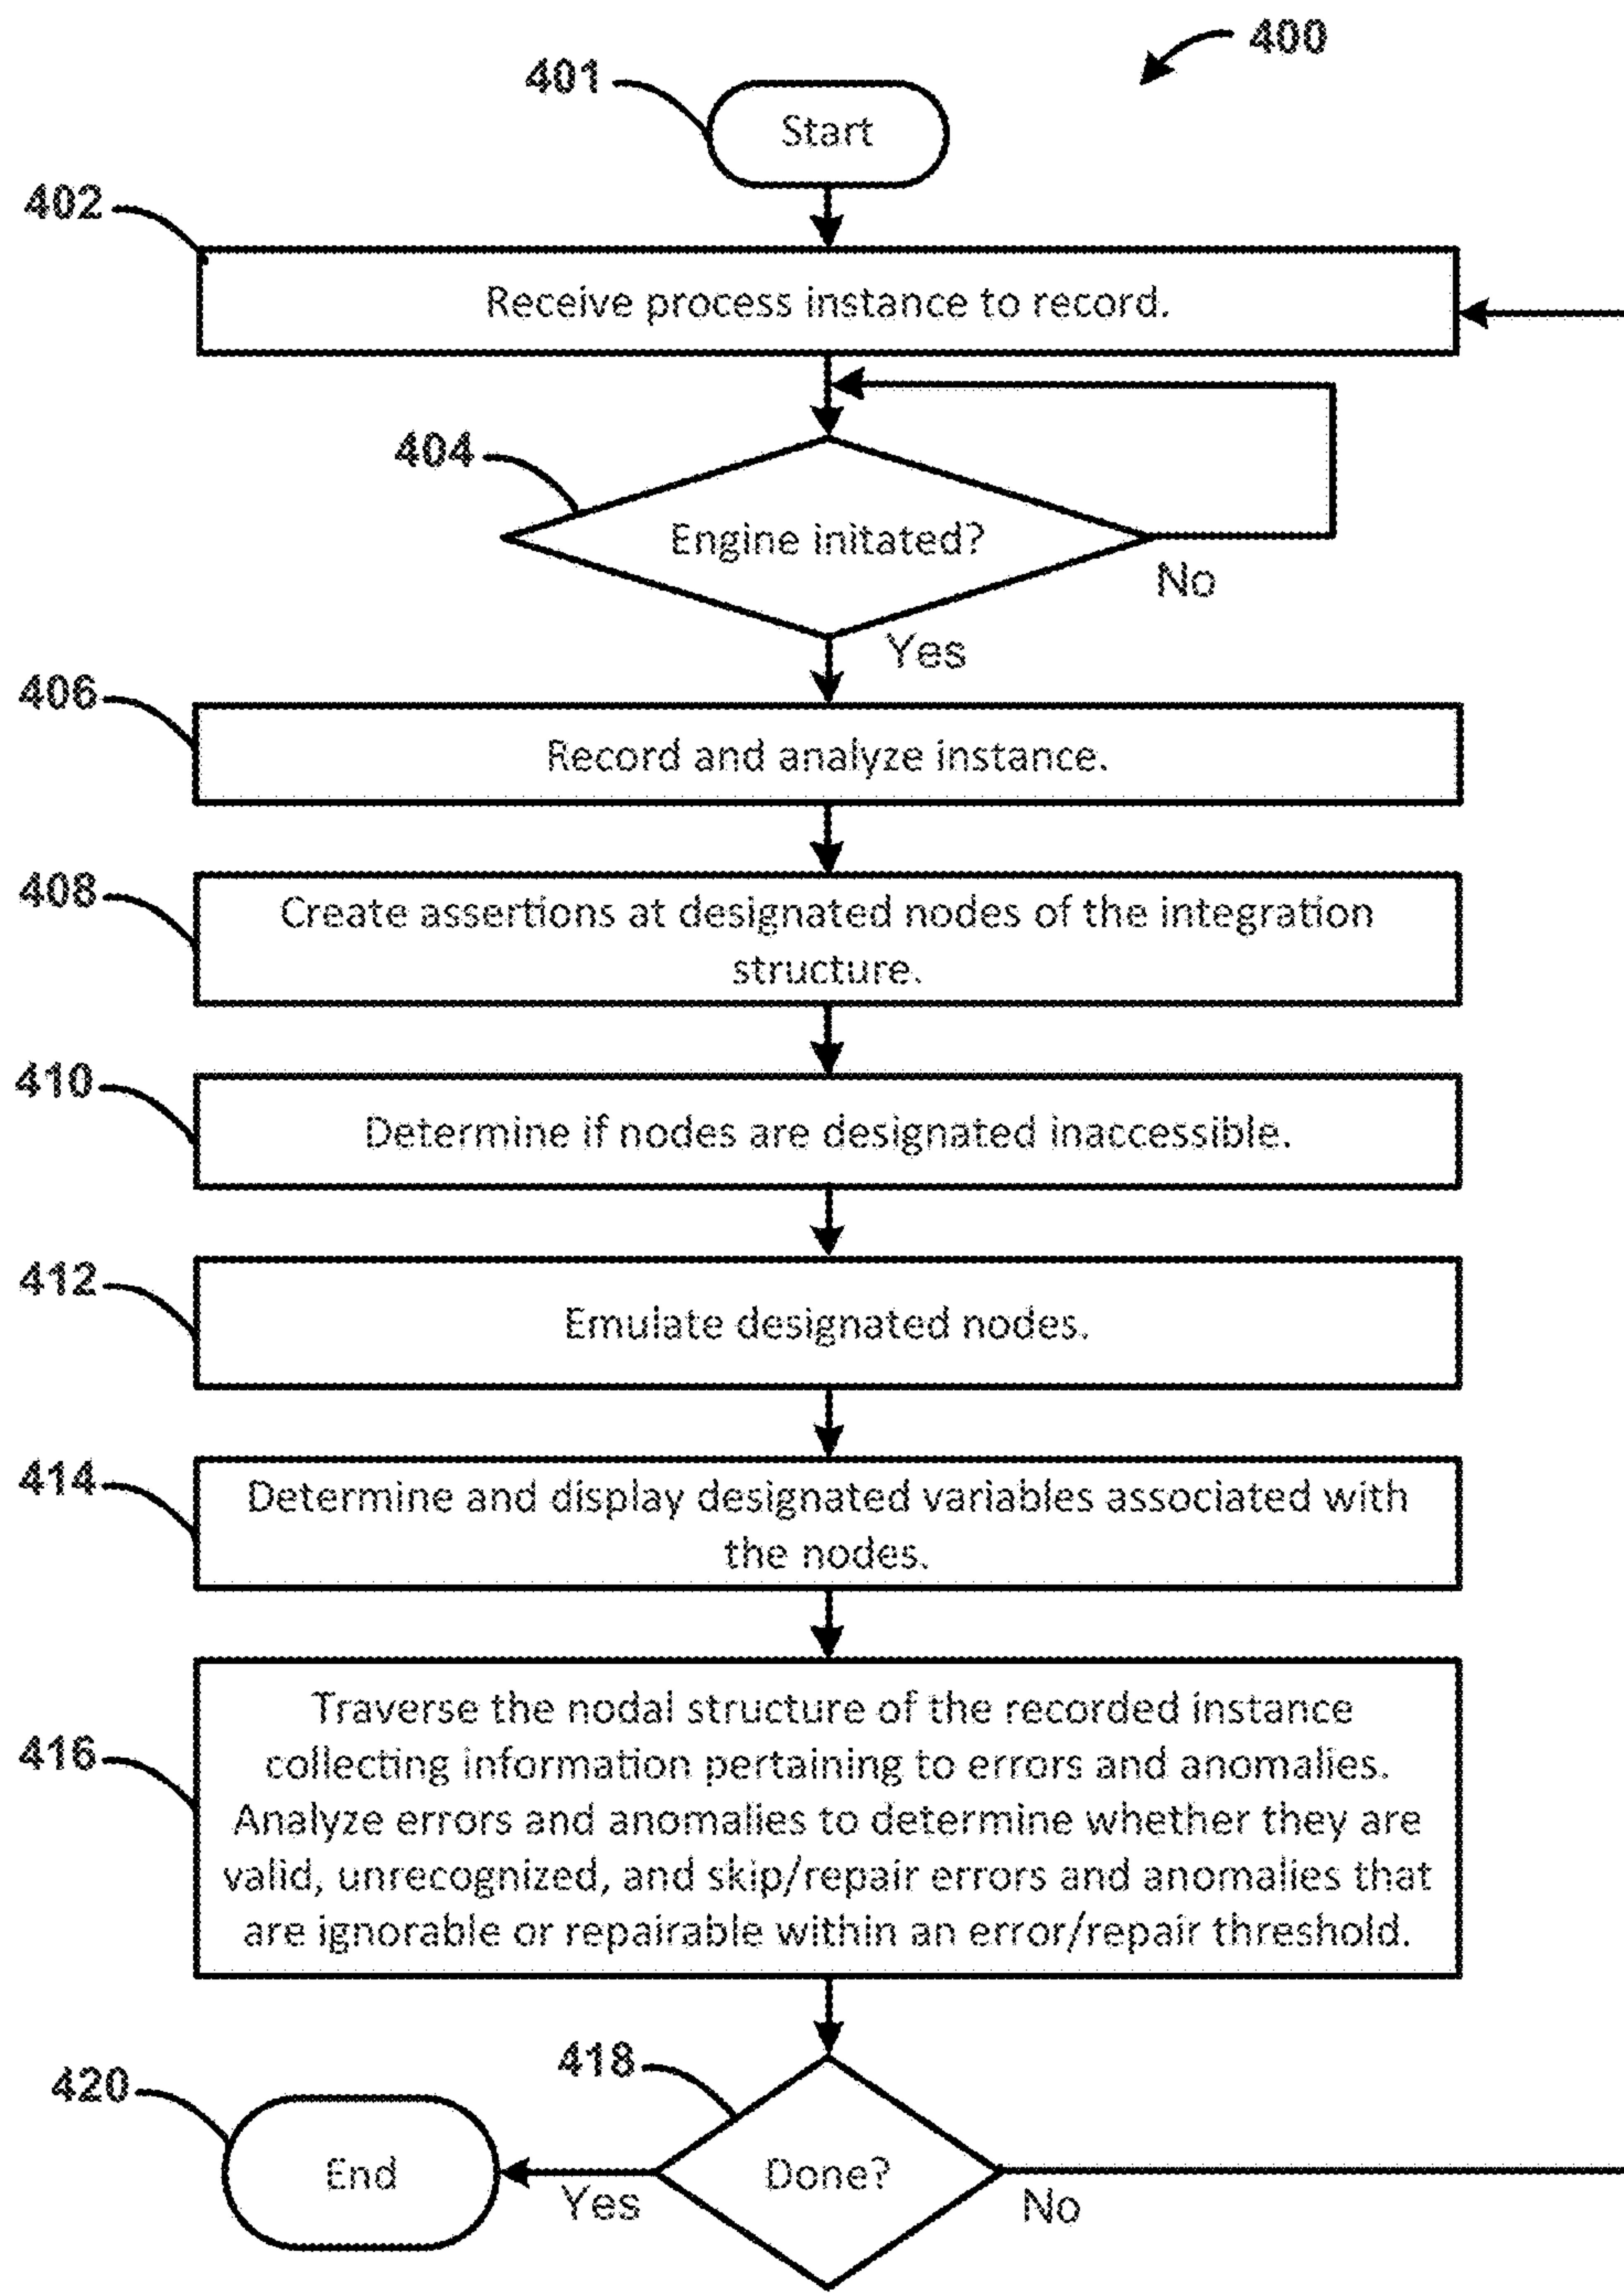 400
401
Start
402
Receive process instance to record.
404
Engine initated?
No
Yes
406
Record and analyze instance.
408
Create assertions at designated nodes of the integration
structure.
410
Determine if nodes are designated inaccessible.
412
Emulate designated nodes.
414
Determine and display designated variables associated with
the nodes.
416
Traverse the nodal structure of the recorded instance
collecting information pertaining to errors and anomalies.
Analyze errors and anomalies to determine whether they are
valid, unrecognized, and skip/repair errors and anomalies that
are ignorable or repairable within an error/repair threshold.
418
420
End
Yes
Done?
No